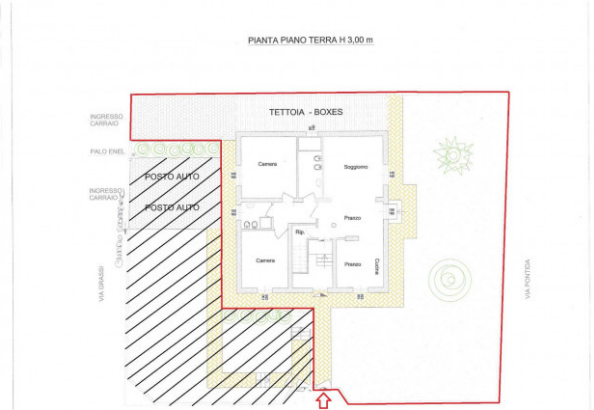 PIANTA PIANO TERRA H 3,00 m
TETTOIA - BOXES
INGRESSO
CARRAIO
PALO ENEL
Camera
Soggiorno
POSTO AUTO
INGRESSO
CARRAIO
POSTO AUTO
Pranzo
Rip.
Camera
Pranzo
Cucina
VIA GRASSI
VIA PONTIDA